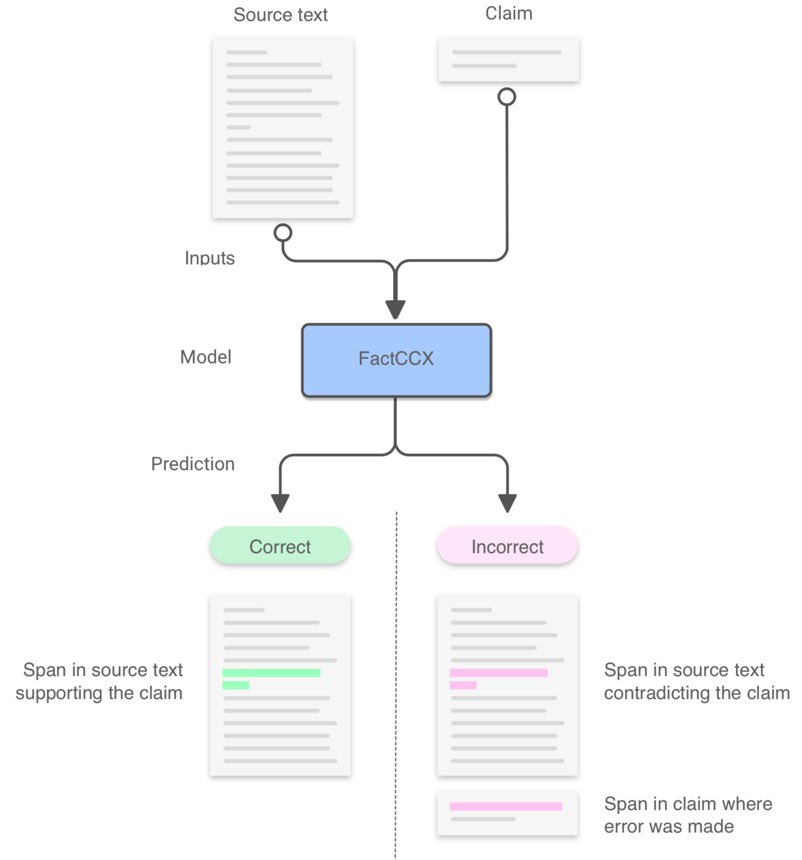 Source text
Claim
Inputs
Model
FactCCX
Prediction
Correct
Incorrect
Span in source text
supporting the claim
Span in source text
contradicting the claim
Span in claim where
error was made